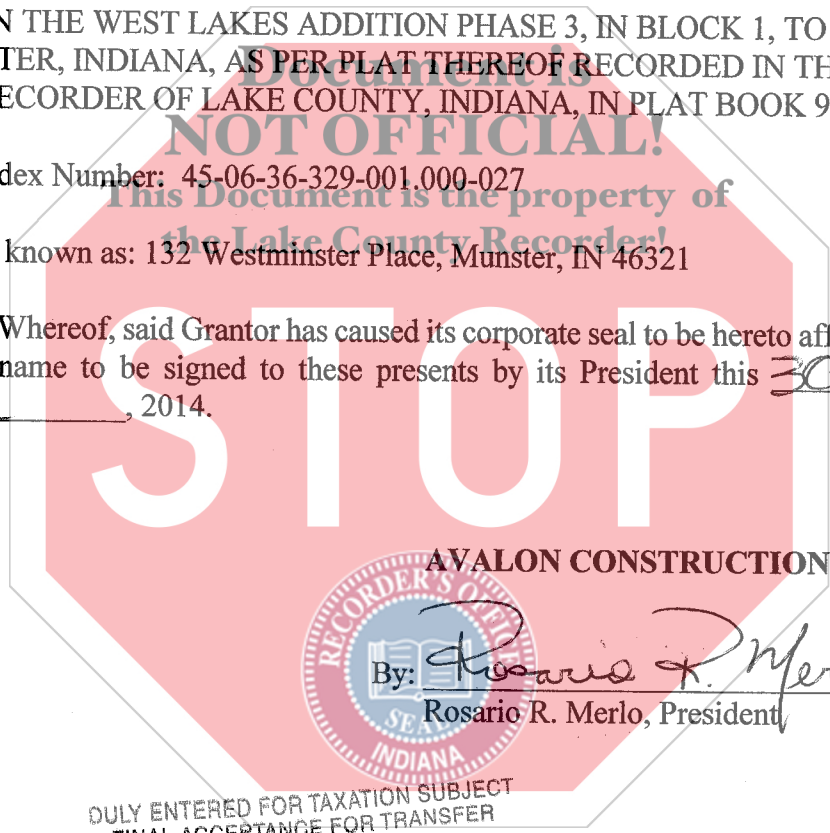 N THE WEST LAKES ADDITION PHASE 3, IN BLOCK 1, TO
TER, INDIANA, AS PER PLAT THEREOF RECORDED IN TH
Document is
ECORDER OF LAKE COUNTY, INDIANA, IN PLAT BOOK 9
NOT OFFICIAL!
dex Number: 45-06-36-329-001.000-027
This Document is the property of
the Lake County Recorder!
known as: 132 Westminster Place, Munster, IN 46321
Whereof, said Grantor has caused its corporate seal to be hereto aff
name to be signed to these presents by its President this 30
, 2014.
STOP
AVALON CONSTRUCTION
RECORDER'S OFFICE
SEAL
INDIANA
By: Rosario R. Mer
Rosario R. Merlo, President
DULY ENTERED FOR TAXATION SUBJECT
FINAL ACCEPTANCE FOR TRANSFER